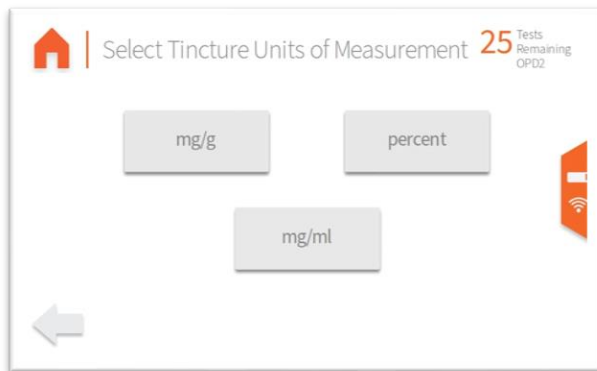 Select Tincture Units of Measurement 25 Tests
Remaining
OPD2
mg/g percent
mg/ml